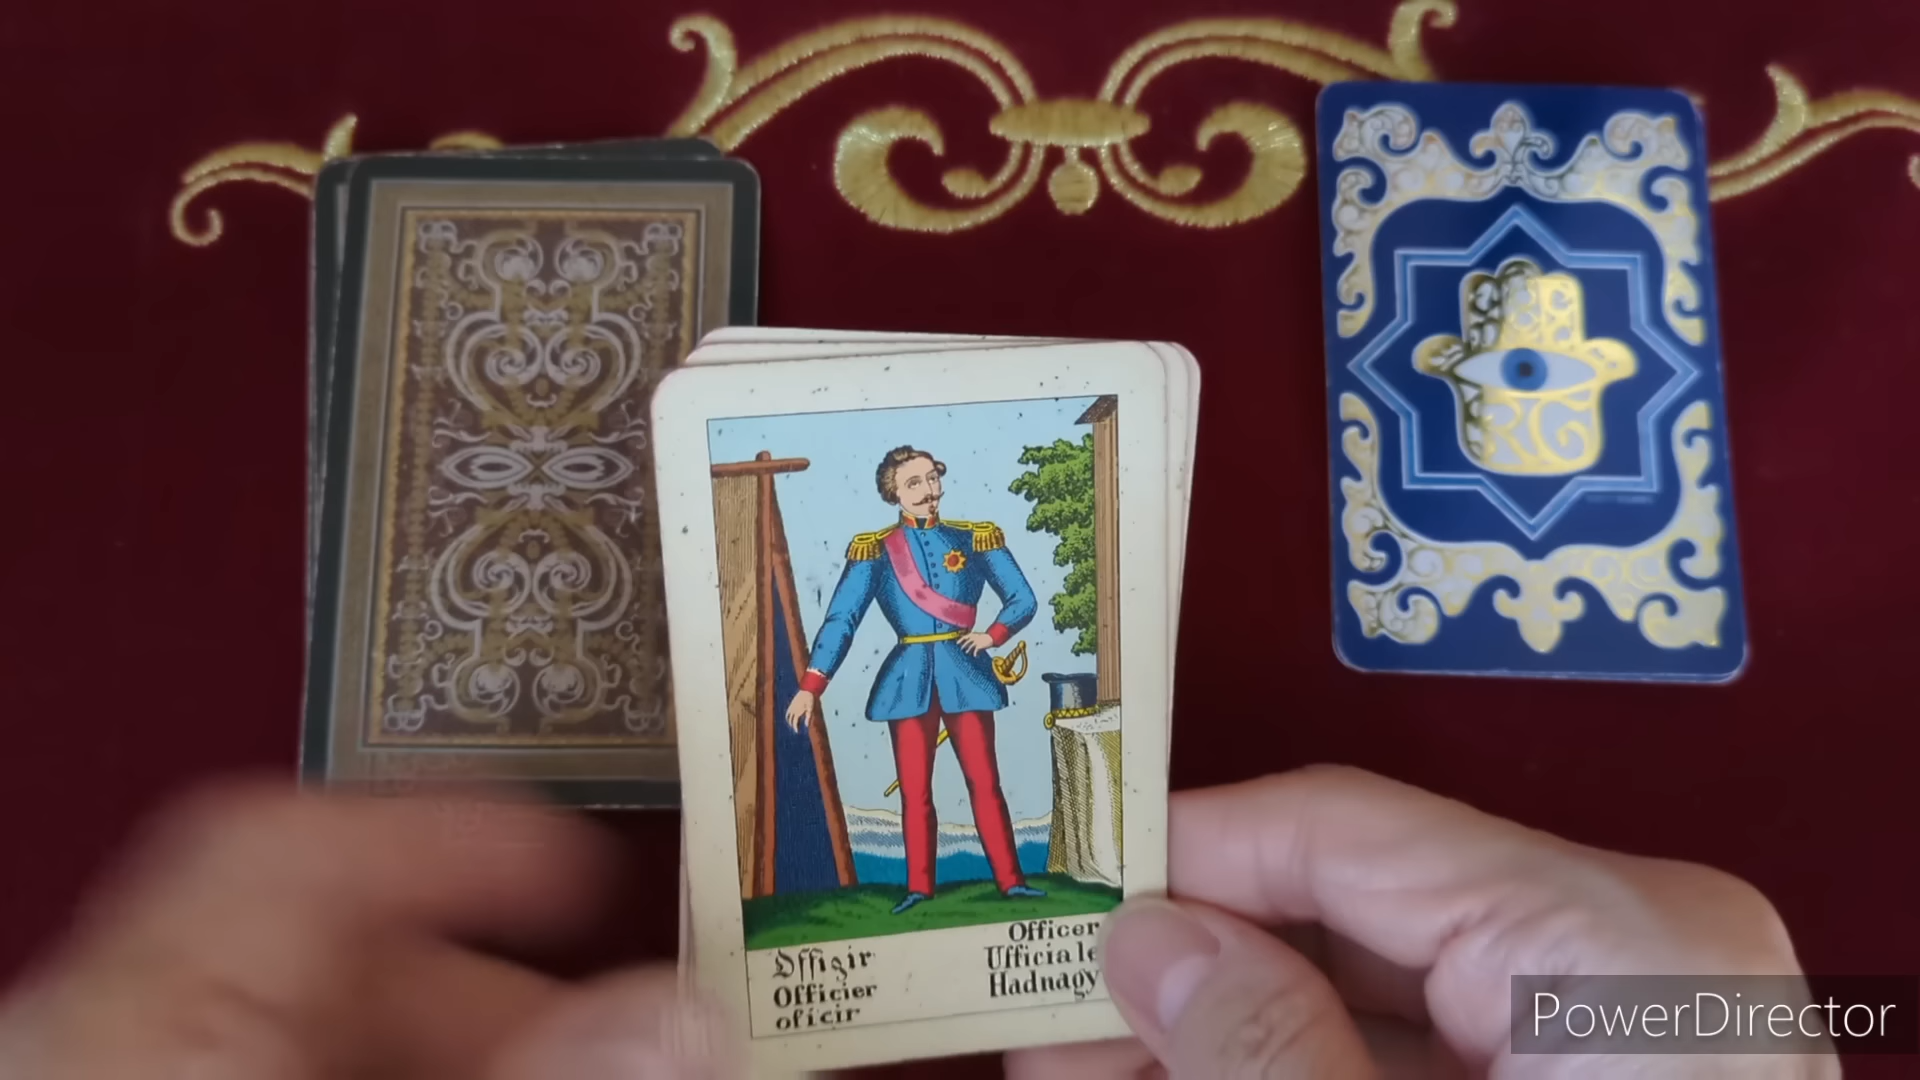 Offizir
Officier
oficir
Officer
Ufficiale
Hadnagy
PowerDirector